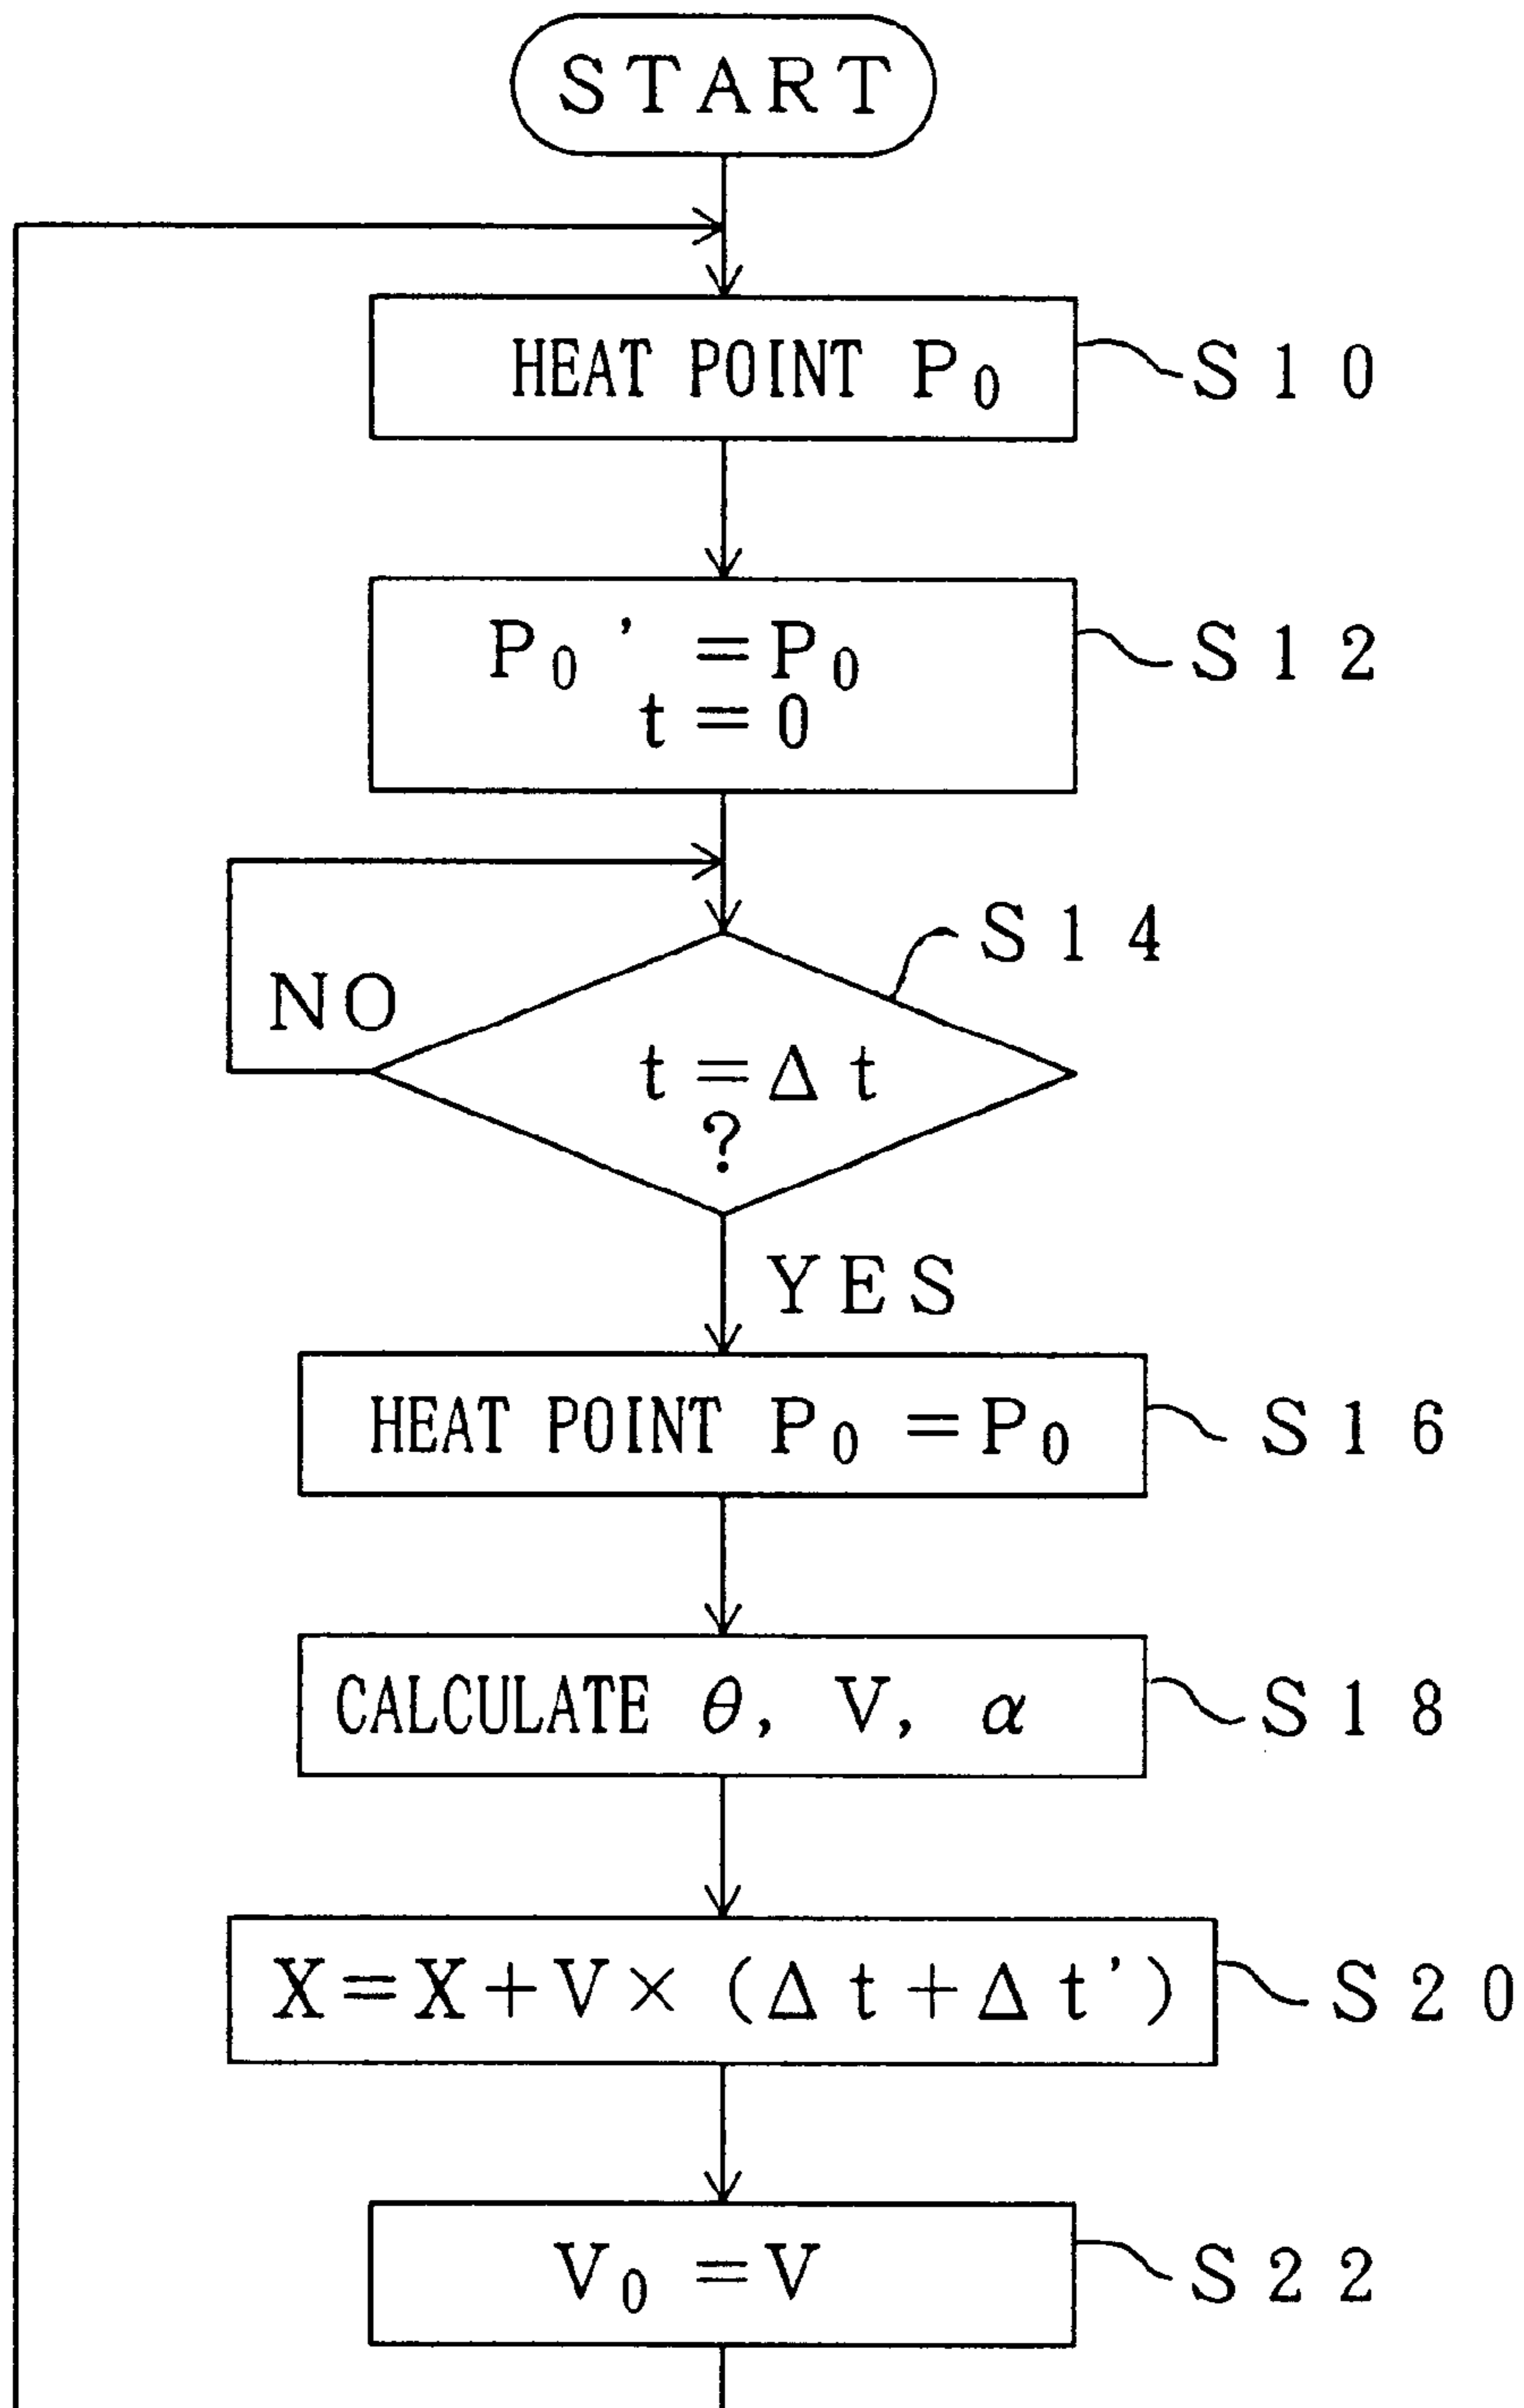 START
HEAT POINT P₀
S10
P₀' = P₀
t = 0
S12
S14
NO
t = Δt
?
YES
HEAT POINT P₀ = P₀
S16
CALCULATE θ, V, α
S18
X = X + V × (Δt + Δt')
S20
V₀ = V
S22